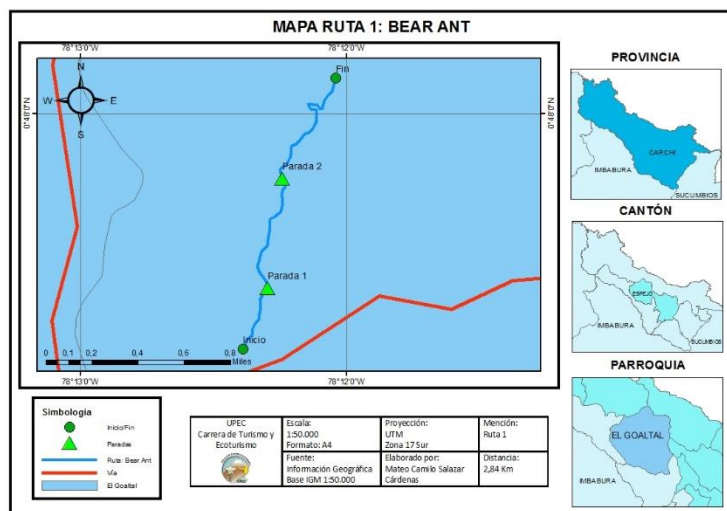 MAPA RUTA 1: BEAR ANT
78°13'0"W
78°12'0"W
N
W
E
S
0°48'0"N
0°48'0"N
Fin
Parada 2
Parada 1
Inicio
0 0,1 0,2 0,4 0,6 0,8
Miles
78°13'0"W
78°12'0"W
PROVINCIA
CARCHI
IMBABURA
SUCUMBIOS
CANTÓN
ESPEJO
IMBABURA
SUCUMBIOS
PARROQUIA
EL GOALTAL
IMBABURA
Simbología
Inicio/Fin
Paradas
Ruta: Bear Ant
Vía
El Goaltal
UPEC
Carrera de Turismo y
Ecoturismo
Escala:
1:50.000
Formato: A4
Proyección:
UTM
Zona 17 Sur
Mención:
Ruta 1
Fuente:
Información Geográfica
Base IGM 1:50.000
Elaborado por:
Mateo Camilo Salazar
Cárdenas
Distancia:
2,84 Km